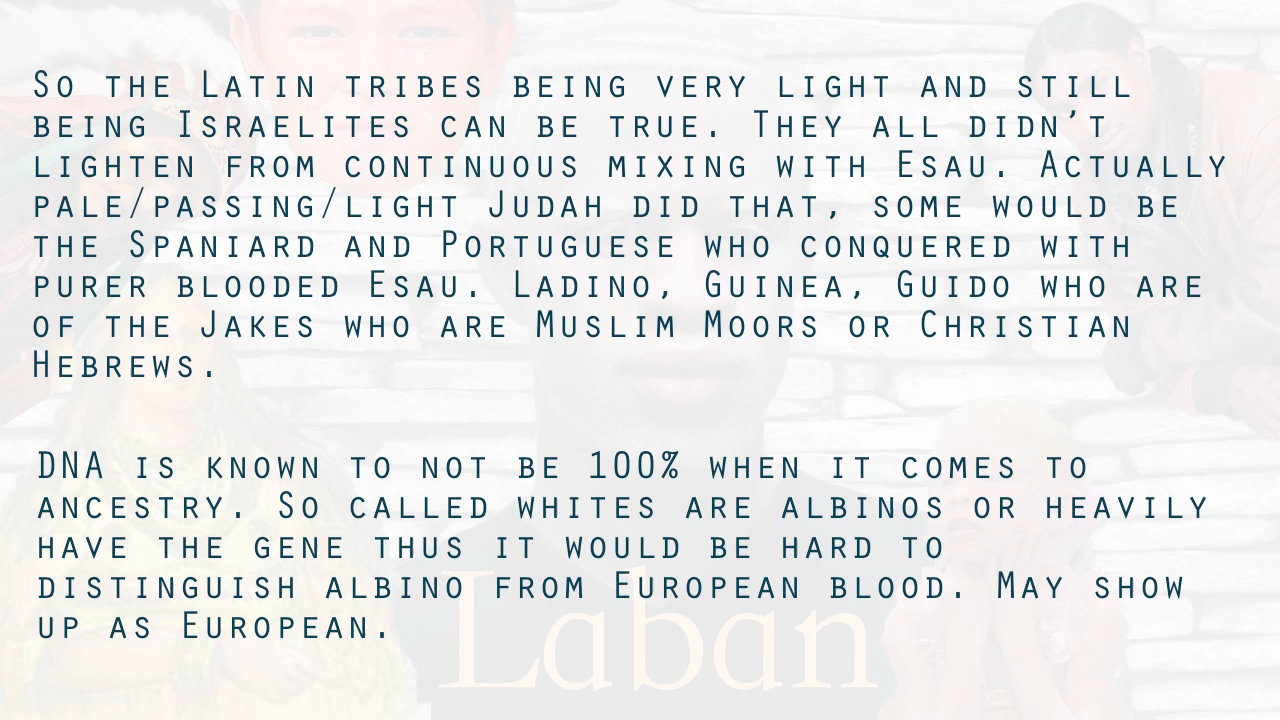 So the Latin tribes being very light and still
being Israelites can be true. They all didn’t
lighten from continuous mixing with Esau. Actually
pale/passing/light Judah did that, some would be
the Spaniard and Portuguese who conquered with
purer blooded Esau. Ladino, Guinea, Guido who are
of the Jakes who are Muslim Moors or Christian
Hebrews.
DNA is known to not be 100% when it comes to
ancestry. So called whites are albinos or heavily
have the gene thus it would be hard to
distinguish albino from European blood. May show
up as European.
Laban